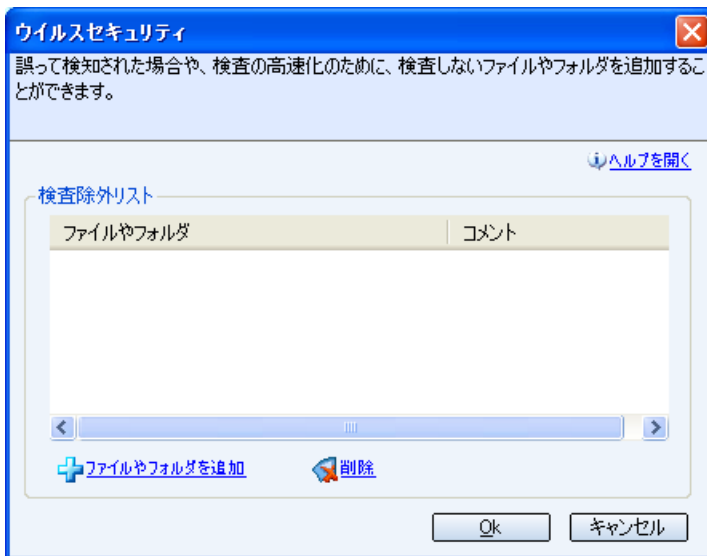 ウイルスセキュリティ
誤って検知された場合や、検査の高速化のために、検査しないファイルやフォルダを追加するこ
とができます。
ヘルプを開く
検査除外リスト
ファイルやフォルダ コメント
ファイルやフォルダを追加 削除
Ok キャンセル